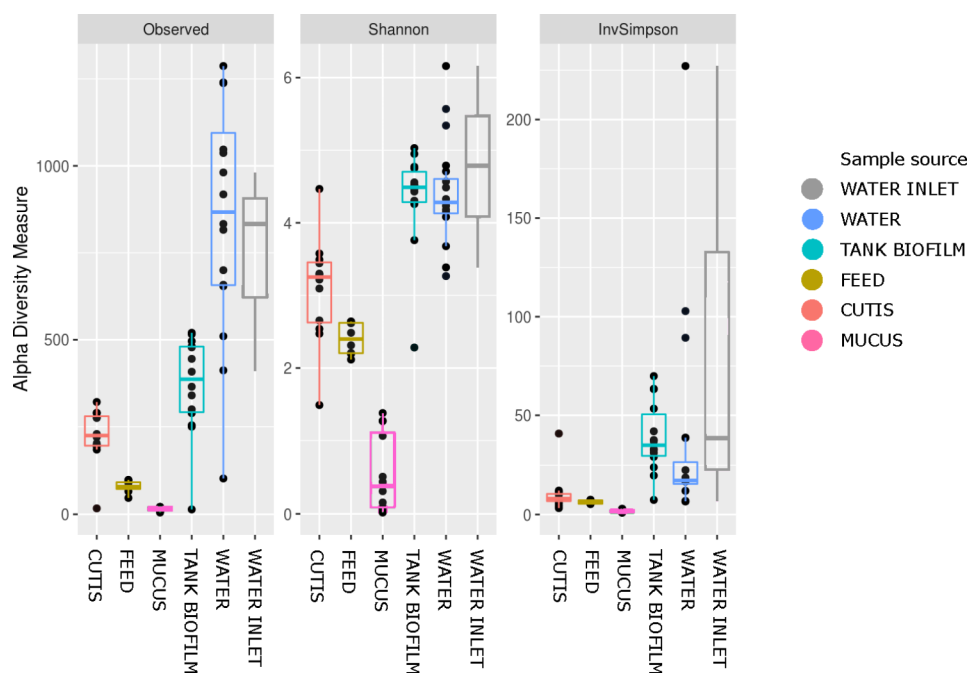 Observed
Shannon
InvSimpson
Alpha Diversity Measure
1000
500
0
6
4
2
0
200
150
100
50
0
CUTIS
FEED
MUCUS
TANK BIOFILM
WATER
WATER INLET
CUTIS
FEED
MUCUS
TANK BIOFILM
WATER
WATER INLET
CUTIS
FEED
MUCUS
TANK BIOFILM
WATER
WATER INLET
Sample source
WATER INLET
WATER
TANK BIOFILM
FEED
CUTIS
MUCUS